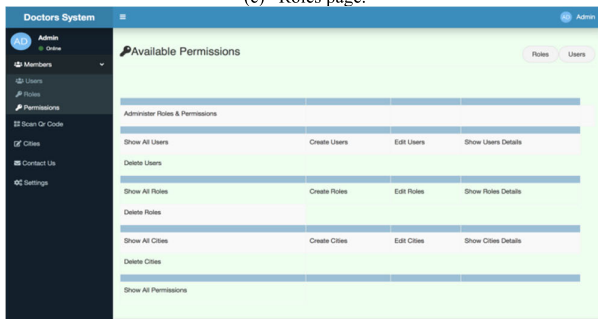 (c) Roles page.
Doctors System
AD Admin
AD Admin
Online
Members
Users
Roles
Permissions
Scan Qr Code
Cities
Contact Us
Settings
Available Permissions
Roles Users
Administer Roles & Permissions
Show All Users Create Users Edit Users Show Users Details
Delete Users
Show All Roles Create Roles Edit Roles Show Roles Details
Delete Roles
Show All Cities Create Cities Edit Cities Show Cities Details
Delete Cities
Show All Permissions